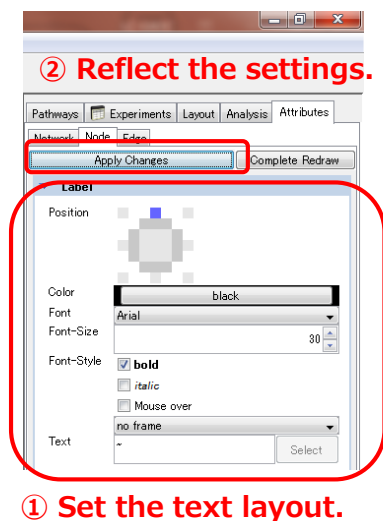 ② Reflect the settings.
Pathways Experiments Layout Analysis Attributes
Network Node Edge
Apply Changes Complete Redraw
Label
Position
Color black
Font Arial
Font-Size 30
Font-Style bold
italic
Mouse over
no frame
Text ~ Select
① Set the text layout.